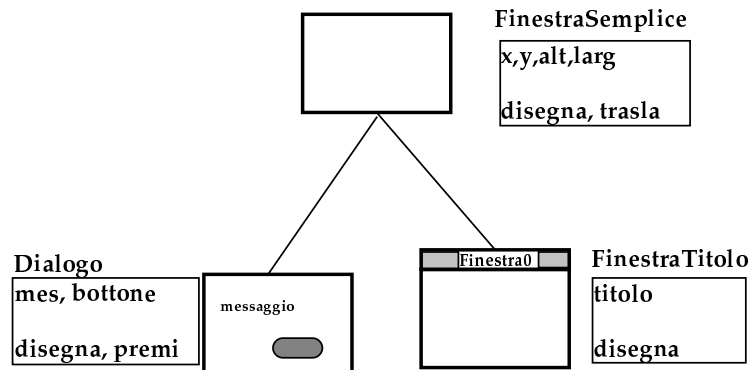 FinestraSemplice
x,y,alt,larg
disegna, trasla
Dialogo
mes, bottone
disegna, premi
messaggio
Finestra0
FinestraTitolo
titolo
disegna